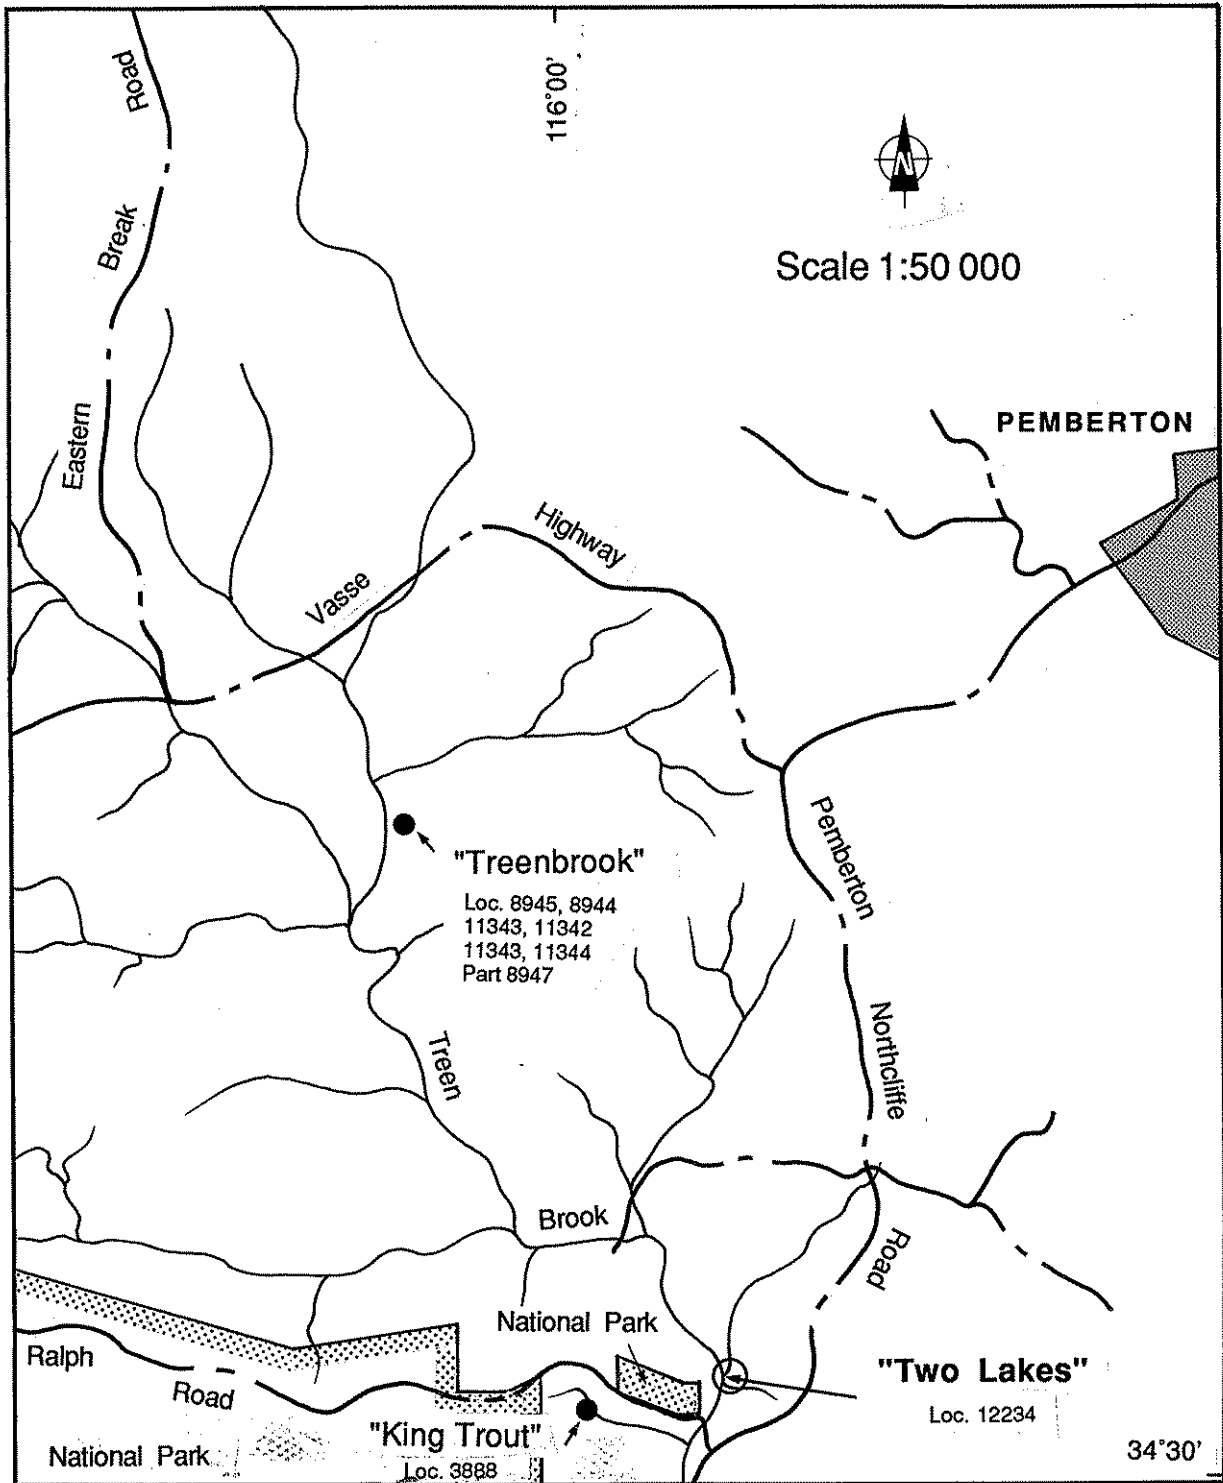 Road
116°00'
N
Break
Scale 1:50 000
Eastern
PEMBERTON
Highway
Vasse
Pemberton
"Treenbrook"
Loc. 8945, 8944
11343, 11342
11343, 11344
Part 8947
Northcliffe
Treen
Brook
Road
National Park
Ralph
Road
"Two Lakes"
Loc. 12234
"King Trout"
Loc. 3888
National Park
34°30'